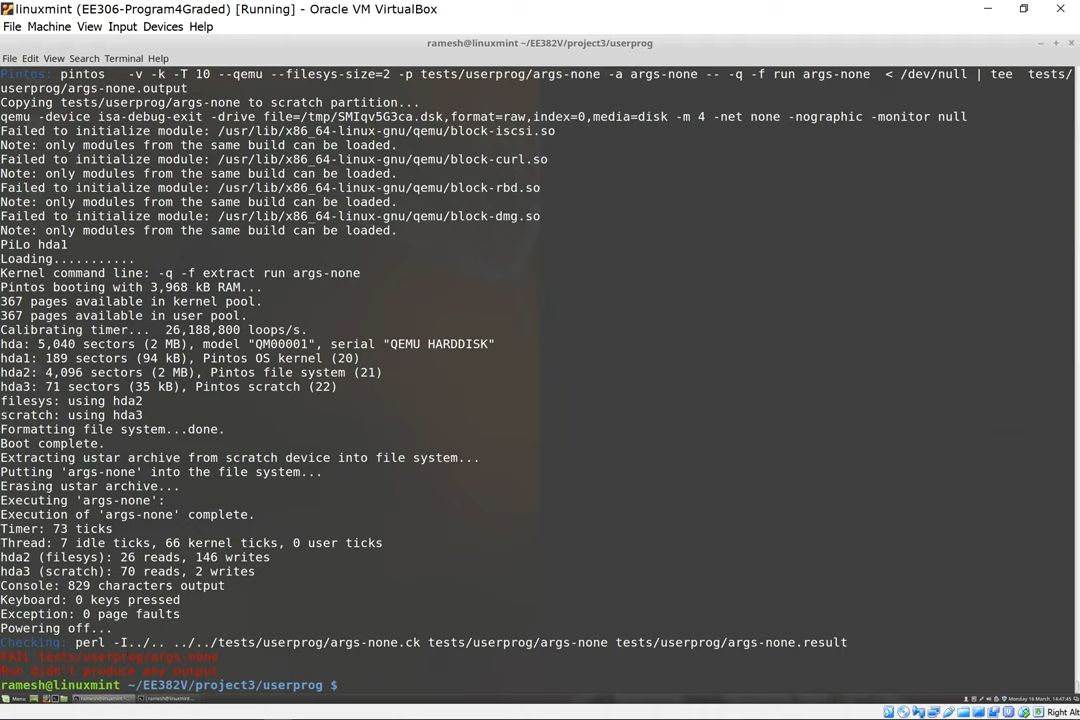 linuxmint (EE306-Program4Graded) [Running] - Oracle VM VirtualBox
File Machine View Input Devices Help
ramesh@linuxmint ~/EE382V/project3/userprog
File Edit View Search Terminal Help
Pintos: pintos   -v -k -T 10 --qemu --filesys-size=2 -p tests/userprog/args-none -a args-none -- -q -f run args-none  < /dev/null | tee  tests/
userprog/args-none.output
Copying tests/userprog/args-none to scratch partition...
qemu -device isa-debug-exit -drive file=/tmp/SMIqv5G3ca.dsk,format=raw,index=0,media=disk -m 4 -net none -nographic -monitor null
Failed to initialize module: /usr/lib/x86_64-linux-gnu/qemu/block-iscsi.so
Note: only modules from the same build can be loaded.
Failed to initialize module: /usr/lib/x86_64-linux-gnu/qemu/block-curl.so
Note: only modules from the same build can be loaded.
Failed to initialize module: /usr/lib/x86_64-linux-gnu/qemu/block-rbd.so
Note: only modules from the same build can be loaded.
Failed to initialize module: /usr/lib/x86_64-linux-gnu/qemu/block-dmg.so
Note: only modules from the same build can be loaded.
PiLo hda1
Loading...........
Kernel command line: -q -f extract run args-none
Pintos booting with 3,968 kB RAM...
367 pages available in kernel pool.
367 pages available in user pool.
Calibrating timer...  26,188,800 loops/s.
hda: 5,040 sectors (2 MB), model "QM00001", serial "QEMU HARDDISK"
hda1: 189 sectors (94 kB), Pintos OS kernel (20)
hda2: 4,096 sectors (2 MB), Pintos file system (21)
hda3: 71 sectors (35 kB), Pintos scratch (22)
filesys: using hda2
scratch: using hda3
Formatting file system...done.
Boot complete.
Extracting ustar archive from scratch device into file system...
Putting 'args-none' into the file system...
Erasing ustar archive...
Executing 'args-none':
Execution of 'args-none' complete.
Timer: 73 ticks
Thread: 7 idle ticks, 66 kernel ticks, 0 user ticks
hda2 (filesys): 26 reads, 146 writes
hda3 (scratch): 70 reads, 2 writes
Console: 829 characters output
Keyboard: 0 keys pressed
Exception: 0 page faults
Powering off...
Checking: perl -I../.. ../../tests/userprog/args-none.ck tests/userprog/args-none tests/userprog/args-none.result
FAIL tests/userprog/args-none
Run didn't produce any output
ramesh@linuxmint ~/EE382V/project3/userprog $
Menu Monday March 16, 14:47:45
Right Alt